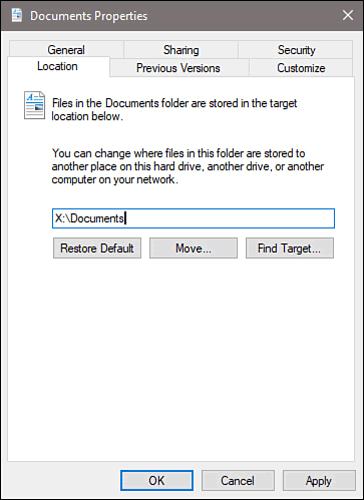 Documents Properties
General Sharing Security
Location Previous Versions Customize
Files in the Documents folder are stored in the target
location below.
You can change where files in this folder are stored to
another place on this hard drive, another drive, or another
computer on your network.
X:\Documents
Restore Default Move... Find Target...
OK Cancel Apply